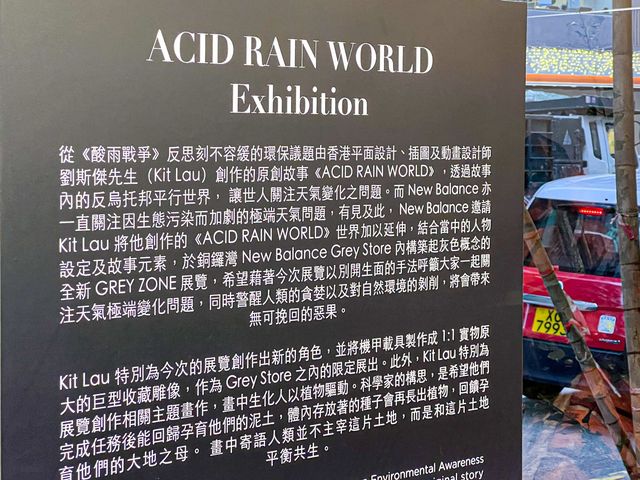 ACID RAIN WORLD
Exhibition
從《酸雨戰爭》反思刻不容緩的環保議題由香港平面設計、插圖及動畫設計師
劉斯傑先生（Kit Lau）創作的原創故事《ACID RAIN WORLD》，透過故事
內的反烏托邦平行世界，讓世人關注天氣變化之問題。而 New Balance 亦
一直關注因生態污染而加劇的極端天氣問題，有見及此，New Balance 邀請
Kit Lau 將他創作的《ACID RAIN WORLD》世界加以延伸，結合當中的人物
設定及故事元素，於銅鑼灣 New Balance Grey Store 內構築起灰色概念的
全新 GREY ZONE 展覽，希望藉著今次展覽以別開生面的手法呼籲大家一起關
注天氣極端變化問題，同時警醒人類的貪婪以及對自然環境的剝削，將會帶來
無可挽回的惡果。
Kit Lau 特別為今次的展覽創作出新的角色，並將機甲載具製作成 1:1 實物原
大的巨型收藏雕像，作為 Grey Store 之內的限定展出。此外，Kit Lau 特別為
展覽創作相關主題畫作，畫中生化人以植物驅動。科學家的構思，是希望他們
完成任務後能回歸孕育他們的泥土，體內存放著的種子會再長出植物，回饋孕
育他們的大地之母。畫中寄語人類並不主宰這片土地，而是和這片土地
平衡共生。
Environmental Awareness
original story
XG
7993